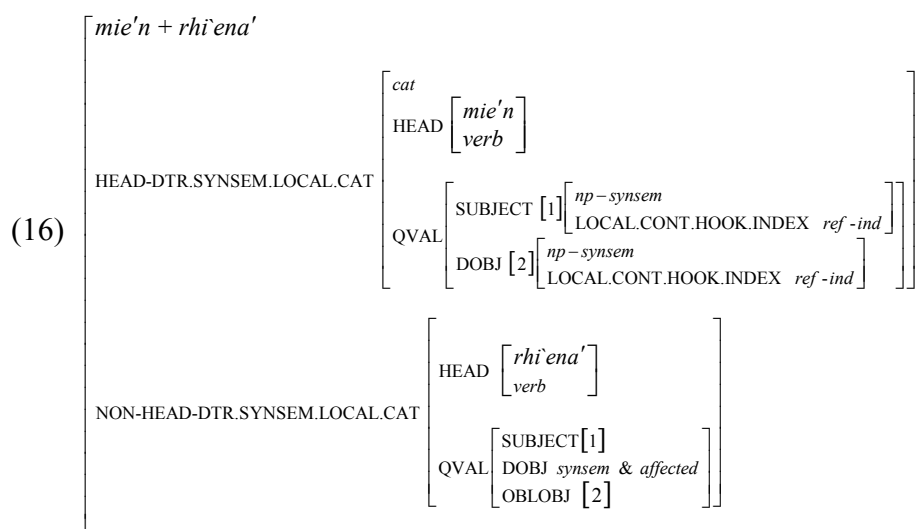 mie′n + rhi`ena′
cat
HEAD [mie′n
verb]
HEAD-DTR.SYNSEM.LOCAL.CAT
SUBJECT [1] [np – synsem
LOCAL.CONT.HOOK.INDEX ref -ind]
(16)
QVAL
DOBJ [2] [np – synsem
LOCAL.CONT.HOOK.INDEX ref -ind]
HEAD [rhi`ena′
verb]
NON-HEAD-DTR.SYNSEM.LOCAL.CAT
SUBJECT[1]
QVAL DOBJ synsem & affected
OBLOBJ [2]